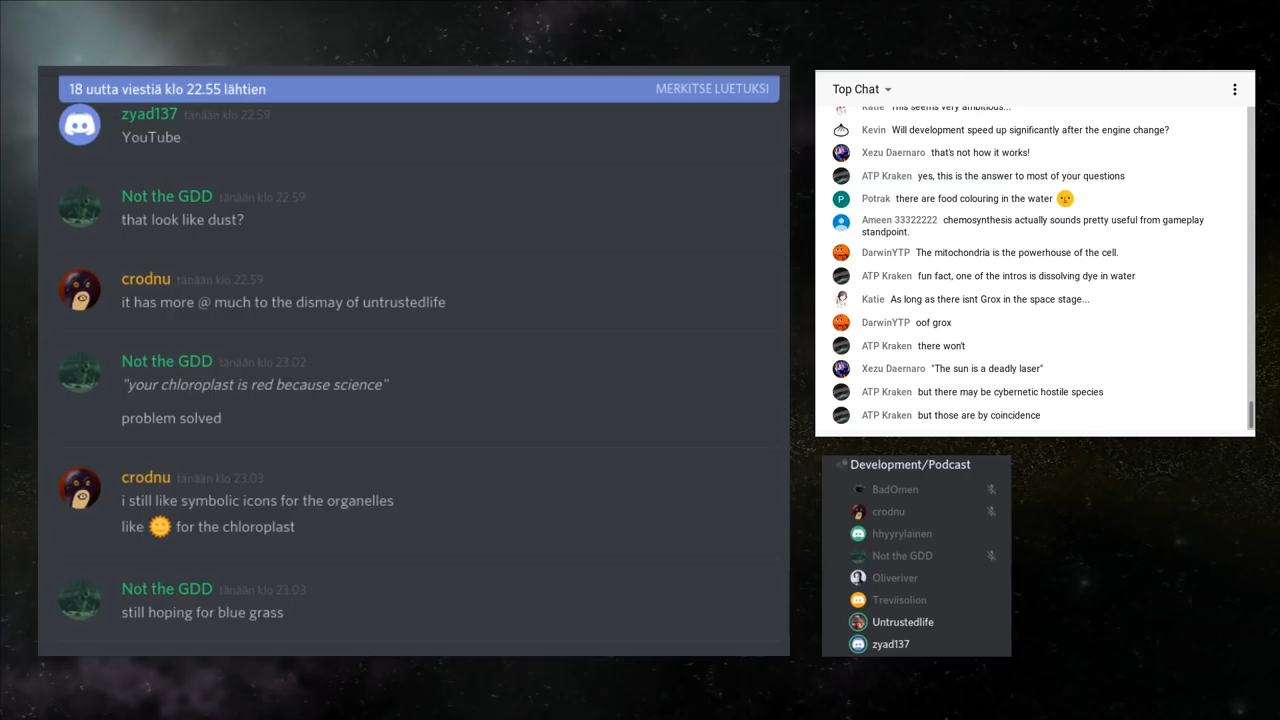 18 uutta viestiä klo 22.55 lähtien
MERKITSE LUETUKSI
zyad137 tänään klo 22.59
YouTube
Not the GDD tänään klo 22.59
that look like dust?
crodnu tänään klo 22.59
it has more @ much to the dismay of untrustedlife
Not the GDD tänään klo 23.02
"your chloroplast is red because science"
problem solved
crodnu tänään klo 23.03
i still like symbolic icons for the organelles
like 🌞 for the chloroplast
Not the GDD tänään klo 23.03
still hoping for blue grass
Top Chat
Katie This seems very ambitious...
Kevin Will development speed up significantly after the engine change?
Xezu Daernaro that's not how it works!
ATP Kraken yes, this is the answer to most of your questions
P
Potrak there are food colouring in the water 🌝
Ameen 33322222 chemosynthesis actually sounds pretty useful from gameplay
standpoint.
DarwinYTP The mitochondria is the powerhouse of the cell.
ATP Kraken fun fact, one of the intros is dissolving dye in water
Katie As long as there isnt Grox in the space stage...
DarwinYTP oof grox
ATP Kraken there won't
Xezu Daernaro "The sun is a deadly laser"
ATP Kraken but there may be cybernetic hostile species
ATP Kraken but those are by coincidence
Development/Podcast
BadOmen
crodnu
hhyyrylainen
Not the GDD
Oliveriver
Treviisolion
Untrustedlife
zyad137